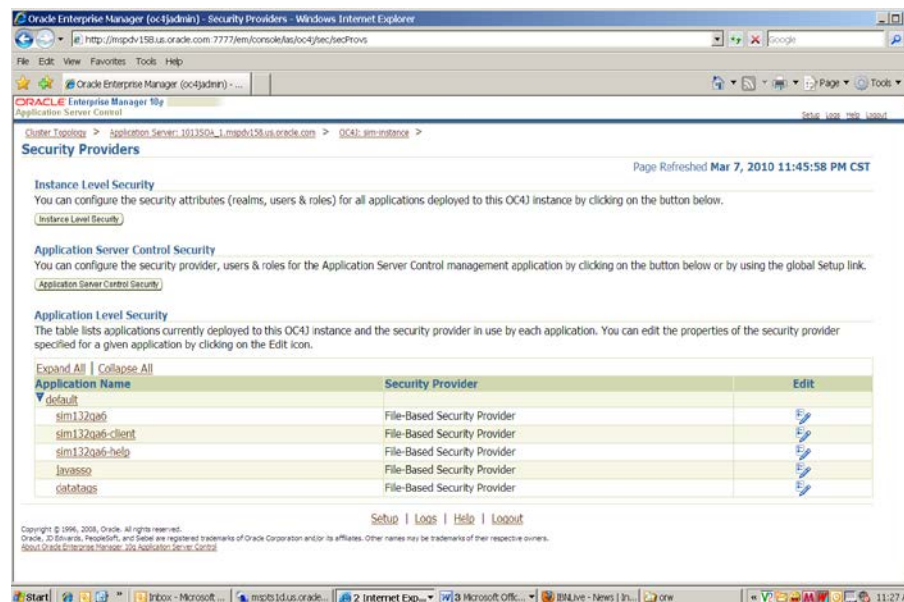 Oracle Enterprise Manager (oc4jadmin) - Security Providers - Windows Internet Explorer
http://mspdv158.us.oracle.com:7777/em/console/ias/oc4j/sec/secProvs
Google
File Edit View Favorites Tools Help
Oracle Enterprise Manager (oc4jadmin) - ...
Page Tools
ORACLE Enterprise Manager 10g
Application Server Control
Setup Logs Help Logout
Cluster Topology > Application Server: 1013SOA_1.mspdv158.us.oracle.com > OC4J: sim-instance >
Security Providers
Page Refreshed Mar 7, 2010 11:45:58 PM CST
Instance Level Security
You can configure the security attributes (realms, users & roles) for all applications deployed to this OC4J instance by clicking on the button below.
Instance Level Security
Application Server Control Security
You can configure the security provider, users & roles for the Application Server Control management application by clicking on the button below or by using the global Setup link.
Application Server Control Security
Application Level Security
The table lists applications currently deployed to this OC4J instance and the security provider in use by each application. You can edit the properties of the security provider
specified for a given application by clicking on the Edit icon.
Expand All | Collapse All
Application Name Security Provider Edit
default
sim132qa6 File-Based Security Provider
sim132qa6-client File-Based Security Provider
sim132qa6-help File-Based Security Provider
javasso File-Based Security Provider
datatags File-Based Security Provider
Setup | Logs | Help | Logout
Copyright © 1996, 2008, Oracle. All rights reserved.
Oracle, JD Edwards, PeopleSoft, and Siebel are registered trademarks of Oracle Corporation and/or its affiliates. Other names may be trademarks of their respective owners.
About Oracle Enterprise Manager 10g Application Server Control
Start Inbox - Microsoft ... mspts1d.us.orade... 2 Internet Exp... 3 Microsoft Offic... IBNLive - News | In... orw 11:27